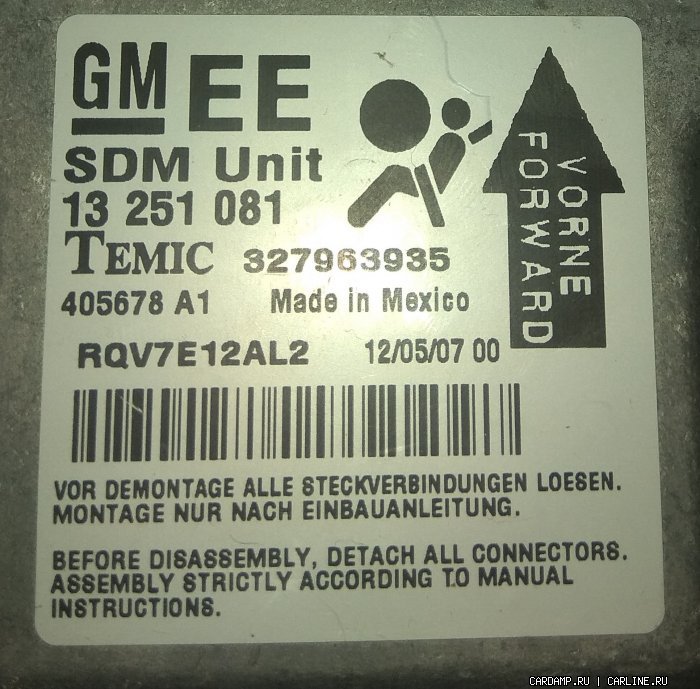 GM EE
SDM Unit
13 251 081
TEMIC 327963935
405678 A1 Made in Mexico
RQV7E12AL2 12/05/07 00
VORNE
FORWARD
VOR DEMONTAGE ALLE STECKVERBINDUNGEN LOESEN.
MONTAGE NUR NACH EINBAUANLEITUNG.
BEFORE DISASSEMBLY, DETACH ALL CONNECTORS.
ASSEMBLY STRICTLY ACCORDING TO MANUAL
INSTRUCTIONS.
CARDAMP.RU | CARLINE.RU